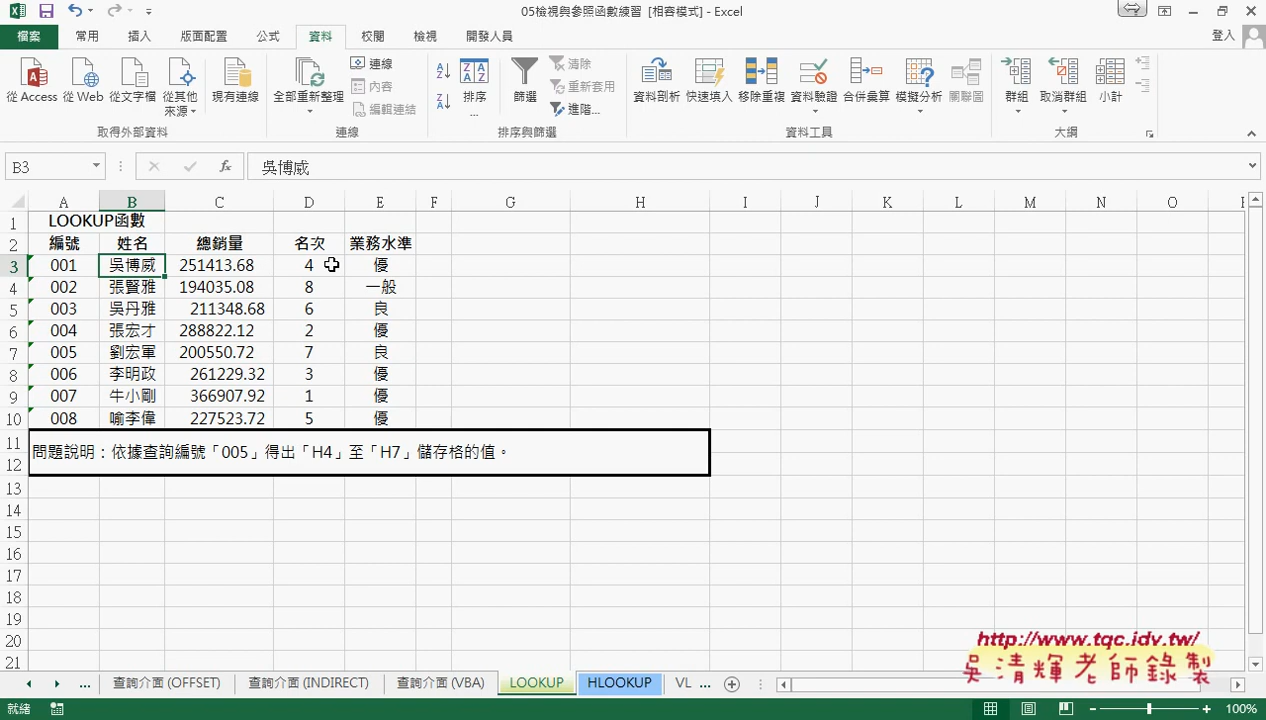 05檢視與參照函數練習 [相容模式] - Excel
檔案 常用 插入 版面配置 公式 資料 校閱 檢視 開發人員 登入
從 Access 從 Web 從文字檔 從其他來源 現有連線 全部重新整理 連線 內容 編輯連結 排序... 篩選 清除 重新套用 進階... 資料剖析 快速填入 移除重複 資料驗證 合併彙算 模擬分析 關聯圖 群組 取消群組 小計
取得外部資料 連線 排序與篩選 資料工具 大綱
B3 fx 吳博威
A B C D E F G H I J K L M N O
1 LOOKUP函數
2 編號 姓名 總銷量 名次 業務水準
3 001 吳博威 251413.68 4 優
4 002 張賢雅 194035.08 8 一般
5 003 吳丹雅 211348.68 6 良
6 004 張宏才 288822.12 2 優
7 005 劉宏軍 200550.72 7 良
8 006 李明政 261229.32 3 優
9 007 牛小剛 366907.92 1 優
10 008 喻李偉 227523.72 5 優
11
問題說明：依據查詢編號「005」得出「H4」至「H7」儲存格的值。
12
13
14
15
16
17
18
19
20
21
http://www.tqc.idv.tw/
吳清輝老師錄製
... 查詢介面 (OFFSET) 查詢介面 (INDIRECT) 查詢介面 (VBA) LOOKUP HLOOKUP VL ...
就緒 100%